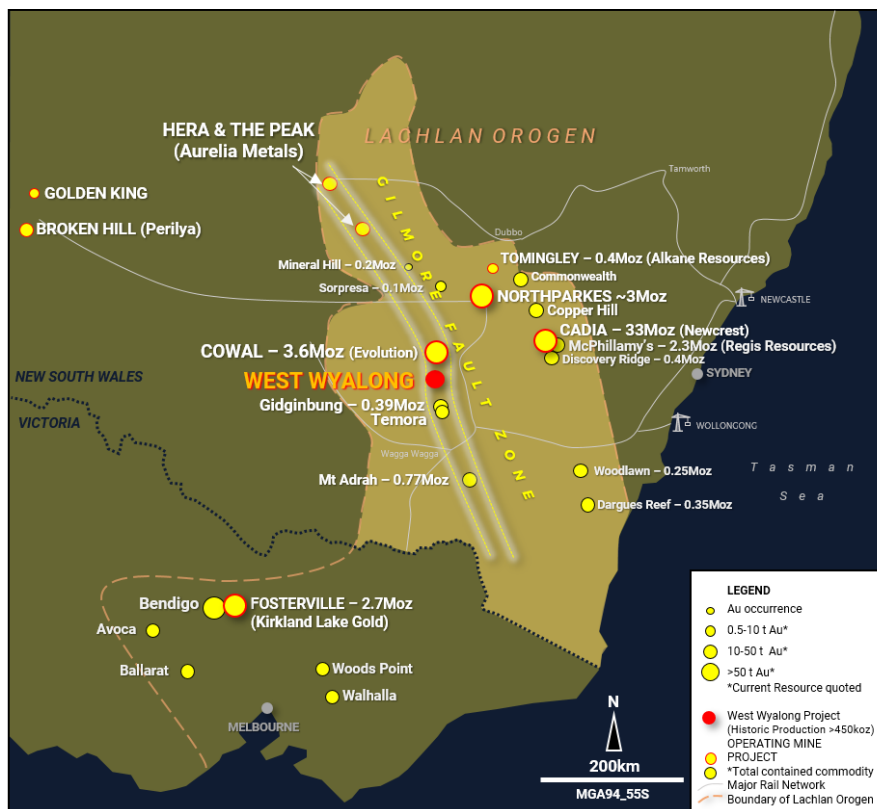 LACHLAN OROGEN
HERA & THE PEAK
(Aurelia Metals)
Tamworth
GOLDEN KING
BROKEN HILL (Perilya)
GILMORE FAULT ZONE
Dubbo
Mineral Hill – 0.2Moz
TOMINGLEY – 0.4Moz (Alkane Resources)
Commonwealth
Sorpresa – 0.1Moz
NORTHPARKES ~3Moz
NEWCASTLE
Copper Hill
CADIA – 33Moz (Newcrest)
COWAL – 3.6Moz (Evolution)
McPhillamy's – 2.3Moz (Regis Resources)
Discovery Ridge – 0.4Moz
NEW SOUTH WALES
WEST WYALONG
SYDNEY
VICTORIA
Gidginbung – 0.39Moz
Temora
WOLLONGONG
Wagga Wagga
Mt Adrah – 0.77Moz
Woodlawn – 0.25Moz
Tasman
Sea
Dargues Reef – 0.35Moz
Bendigo
FOSTERVILLE – 2.7Moz
(Kirkland Lake Gold)
Avoca
Ballarat
Woods Point
Walhalla
MELBOURNE
N
200km
MGA94_55S
LEGEND
Au occurrence
0.5-10 t Au*
10-50 t Au*
>50 t Au*
*Current Resource quoted
West Wyalong Project
(Historic Production >450koz)
OPERATING MINE
PROJECT
*Total contained commodity
Major Rail Network
Boundary of Lachlan Orogen